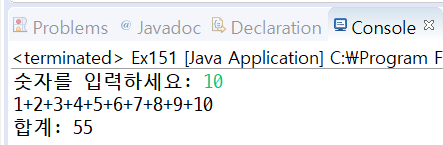 Problems @ Javadoc Declaration Console
<terminated> Ex151 [Java Application] C:₩Program F
숫자를 입력하세요: 10
1+2+3+4+5+6+7+8+9+10
합계: 55